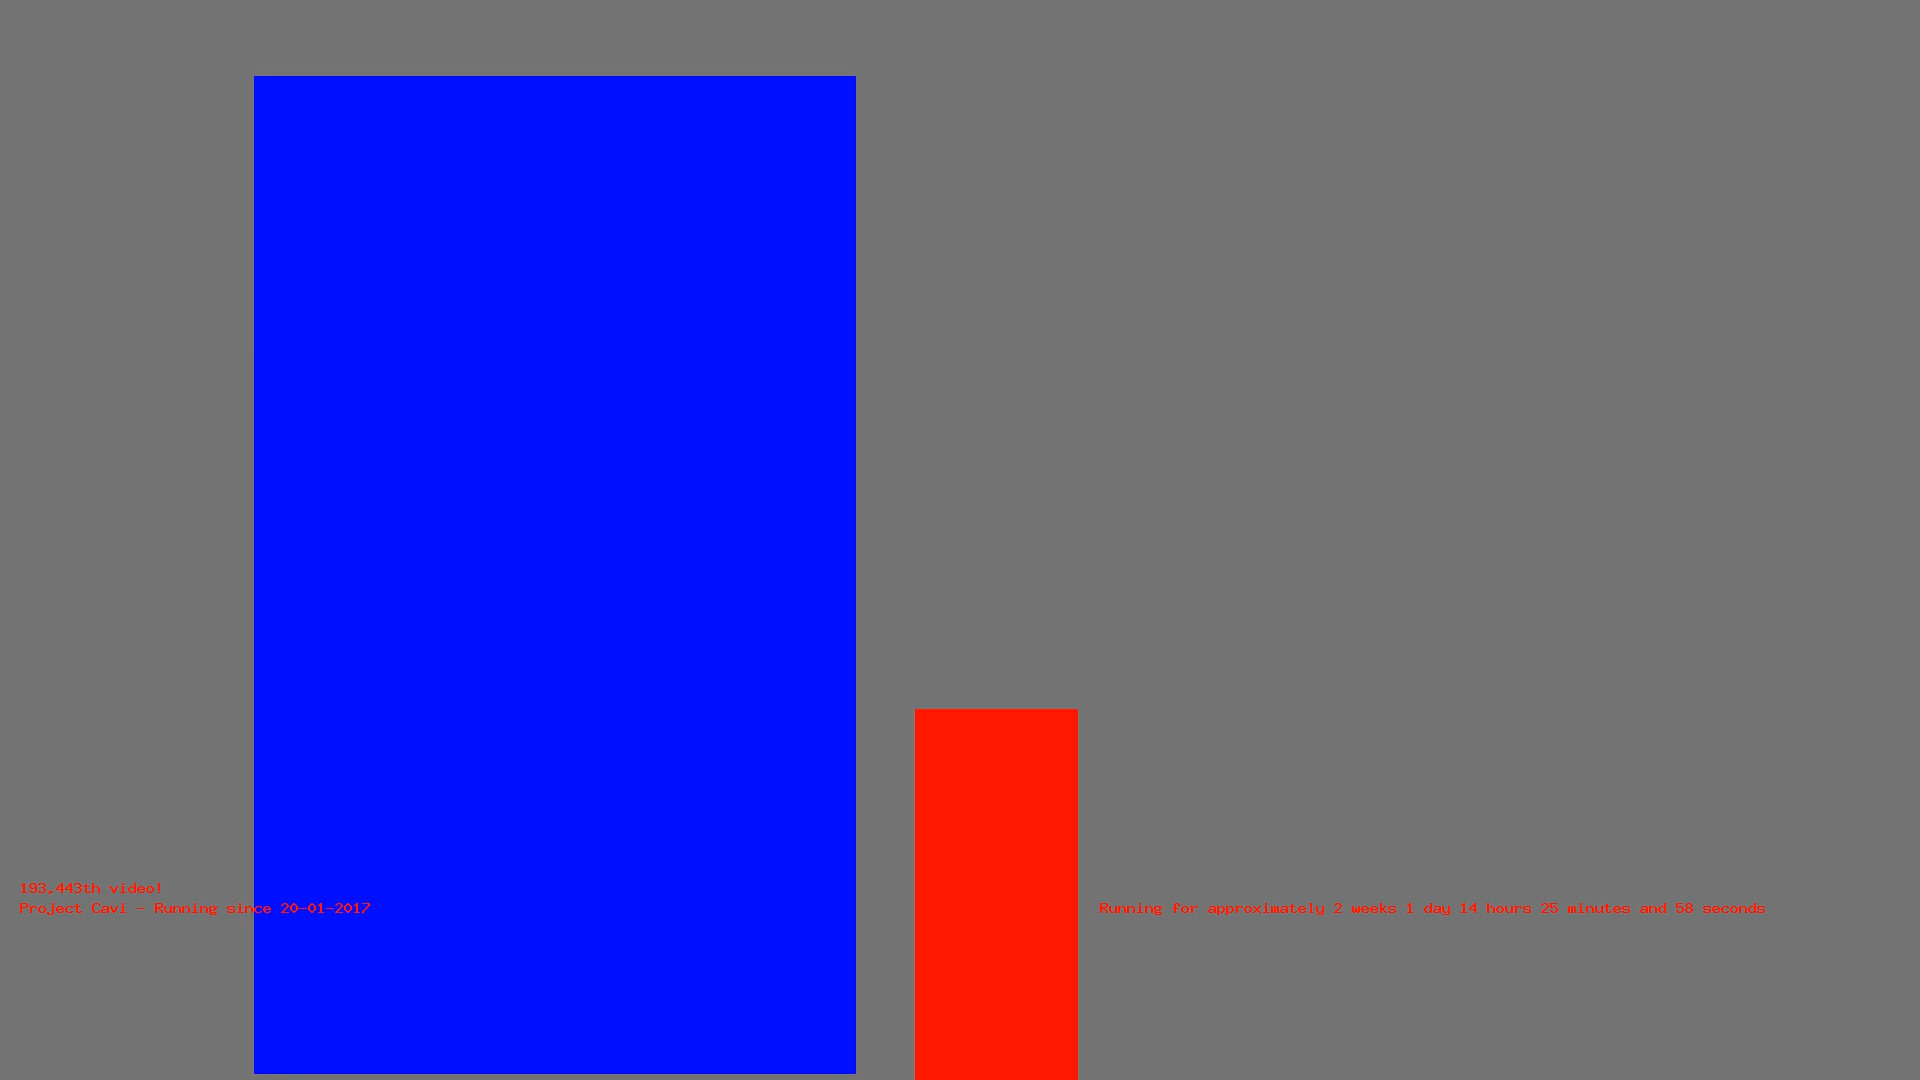 193,443th video!
Project Cavi - Running since 20-01-2017
Running for approximately 2 weeks 1 day 14 hours 25 minutes and 58 seconds